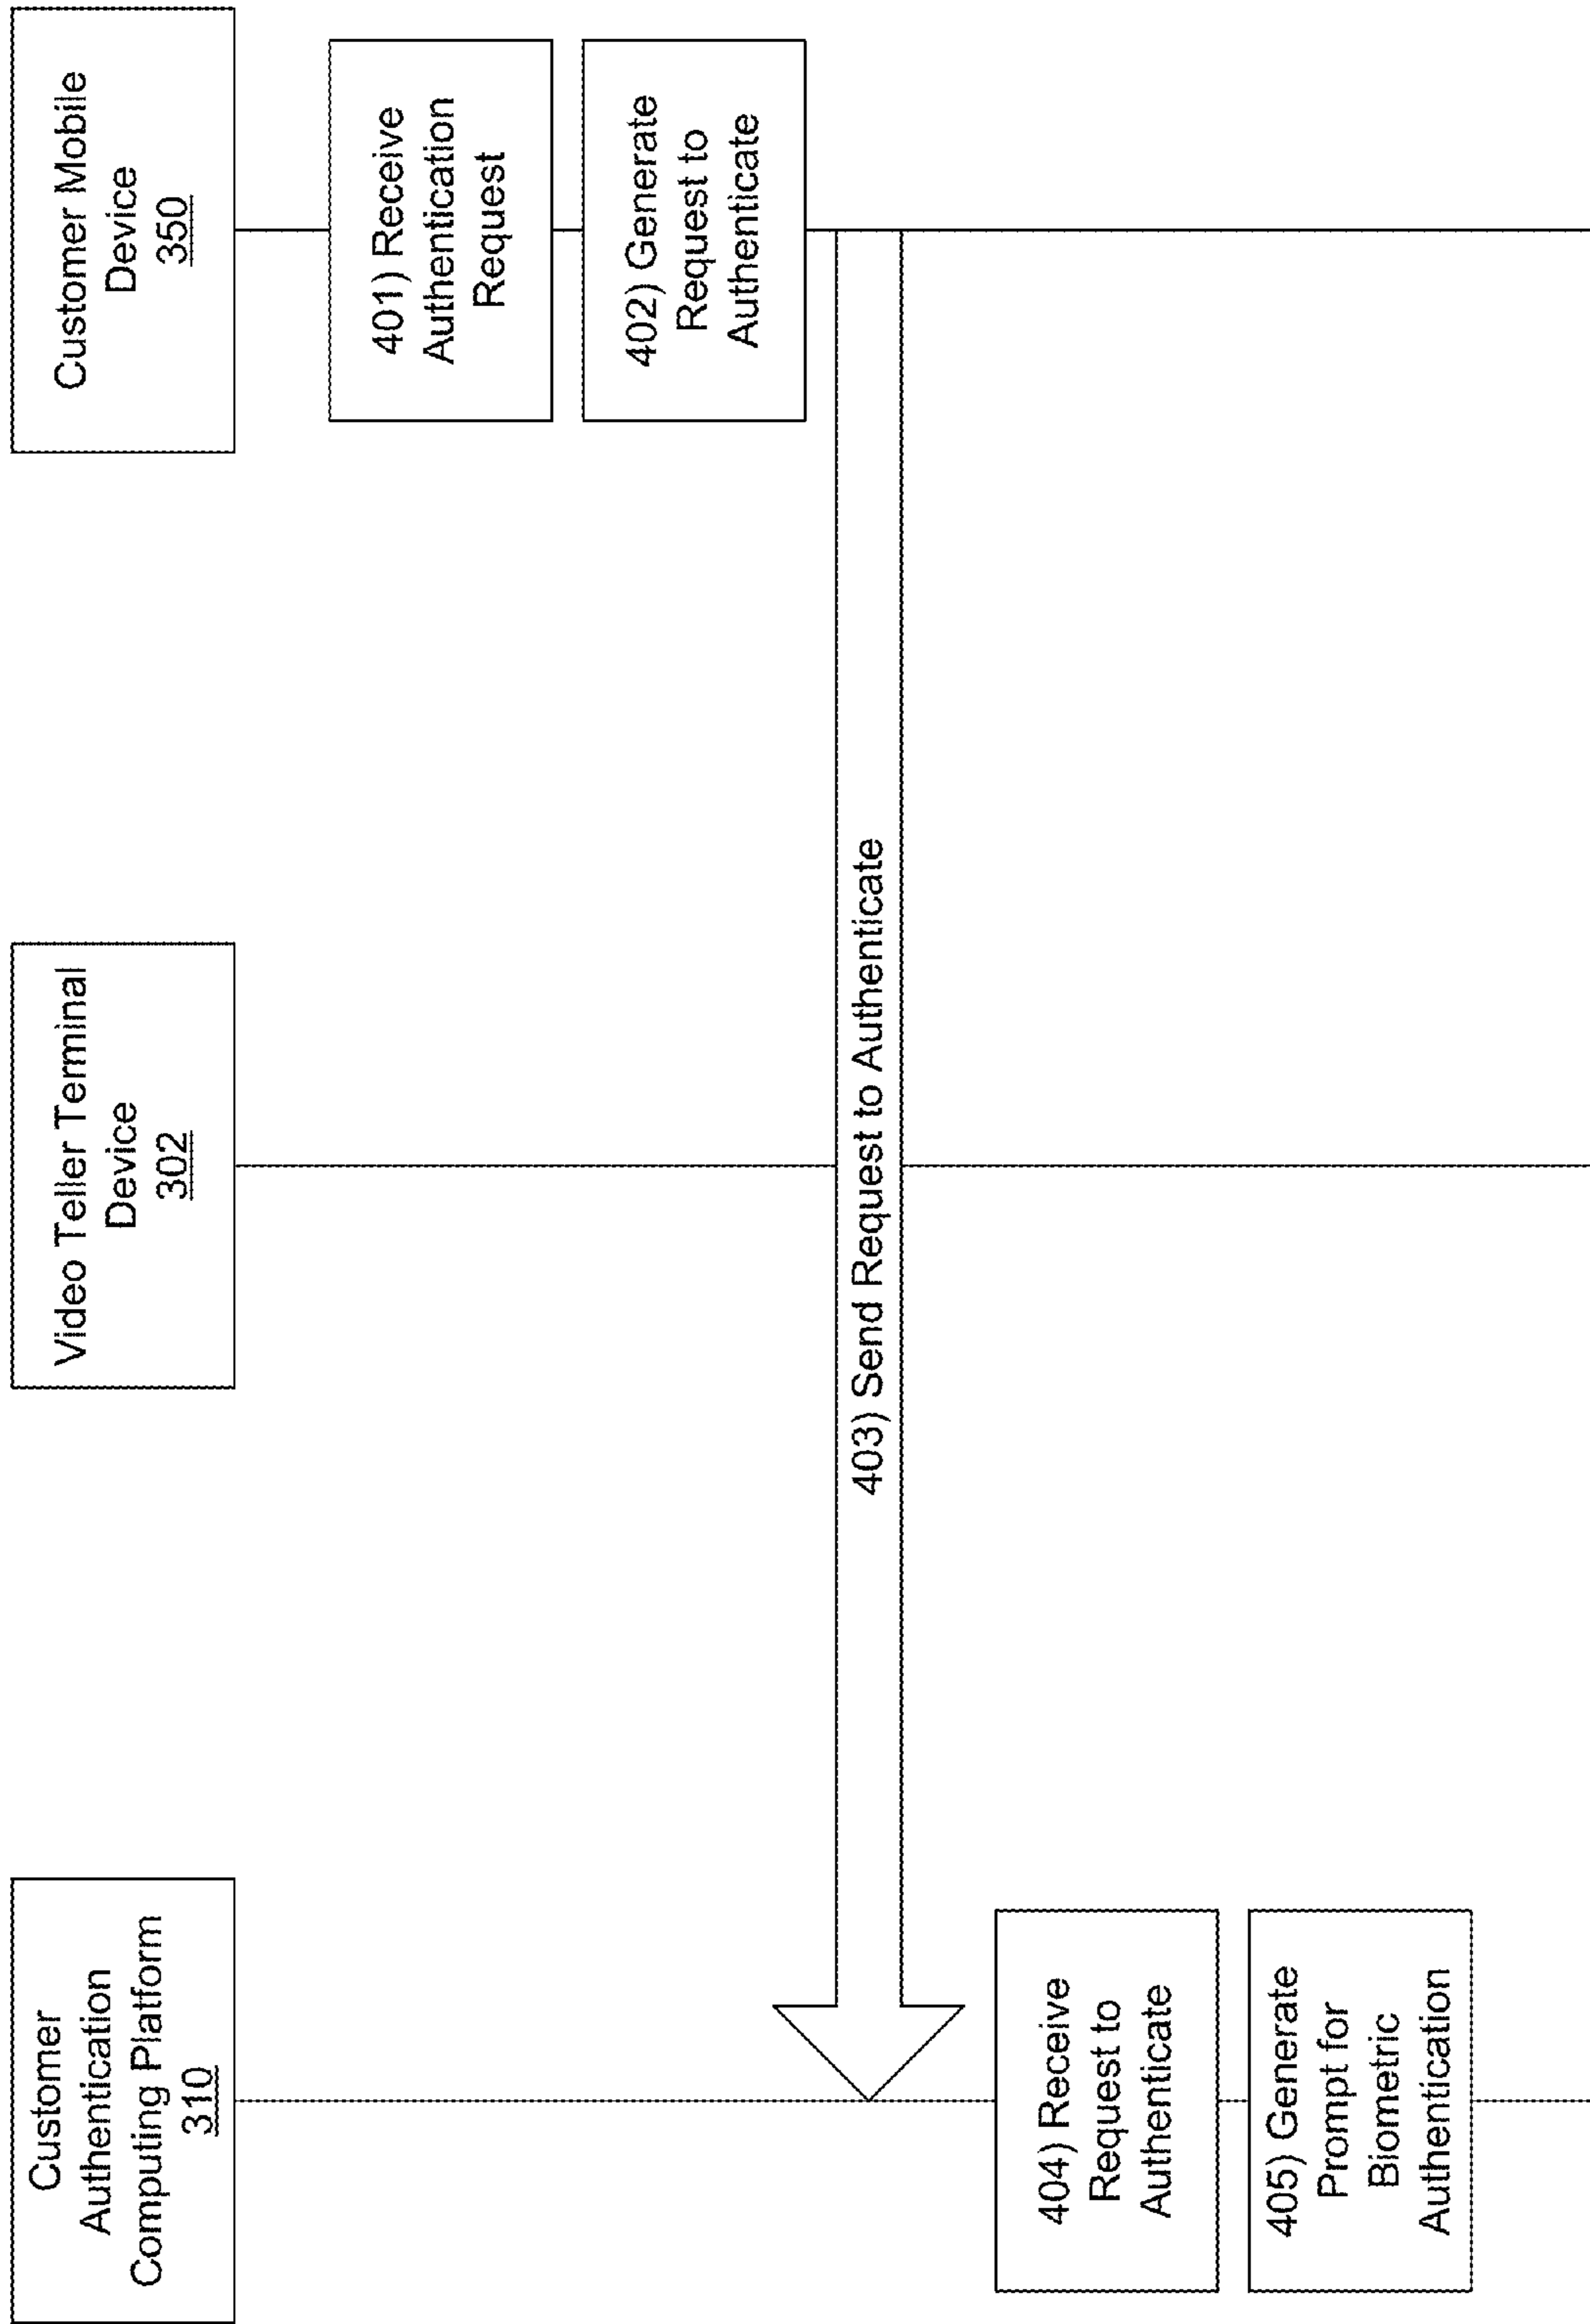 Customer
Authentication
Computing Platform
310
Video Teller Terminal
Device
302
Customer Mobile
Device
350
401) Receive
Authentication
Request
402) Generate
Request to
Authenticate
403) Send Request to Authenticate
404) Receive
Request to
Authenticate
405) Generate
Prompt for
Biometric
Authentication